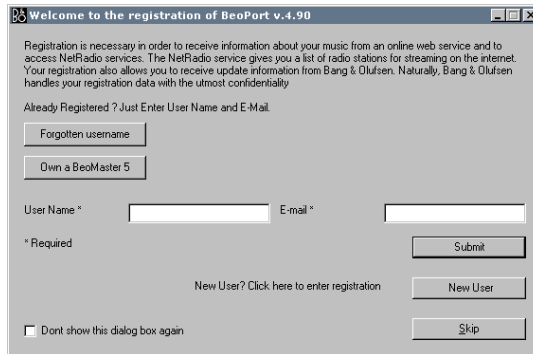 Welcome to the registration of BeoPort v.4.90
Registration is necessary in order to receive information about your music from an online web service and to
access NetRadio services. The NetRadio service gives you a list of radio stations for streaming on the internet.
Your registration also allows you to receive update information from Bang & Olufsen. Naturally, Bang & Olufsen
handles your registration data with the utmost confidentiality
Already Registered ? Just Enter User Name and E-Mail.
Forgotten username
Own a BeoMaster 5
User Name * E-mail *
* Required
Submit
New User? Click here to enter registration New User
Dont show this dialog box again Skip